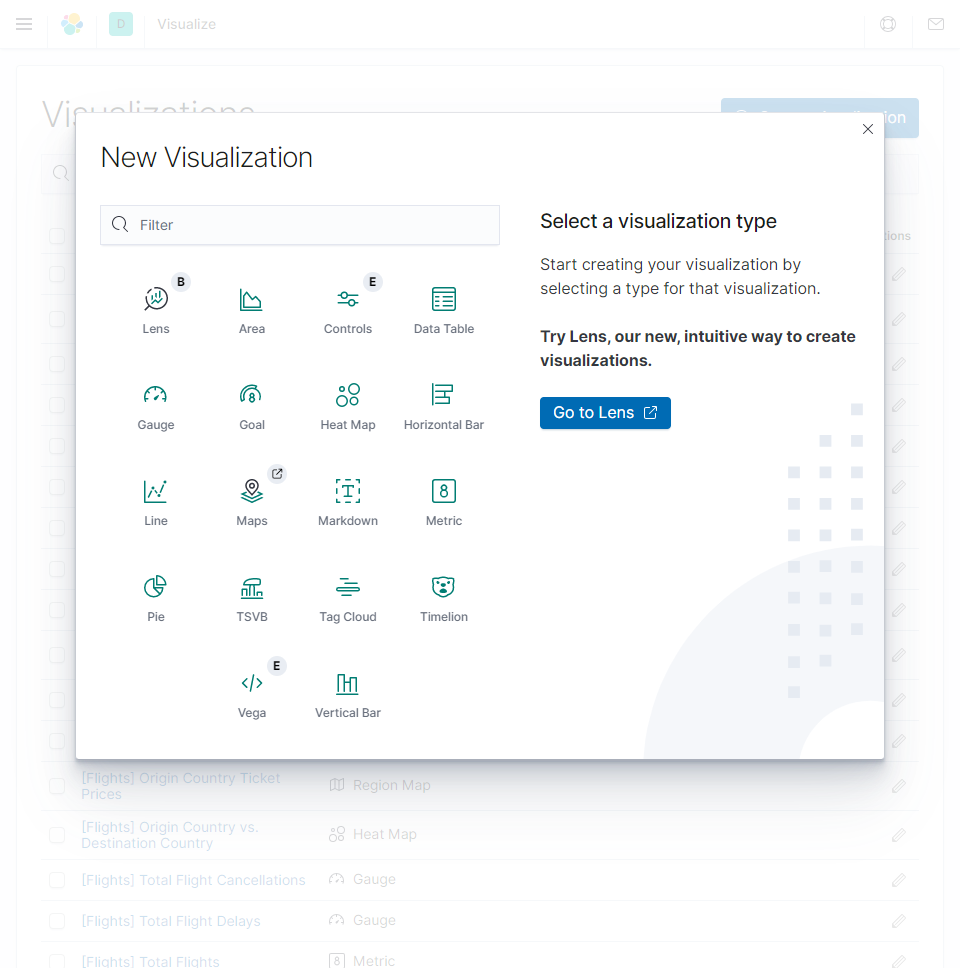 D Visualize
Visualizations
New Visualization
Filter
Select a visualization type
Start creating your visualization by
selecting a type for that visualization.
Try Lens, our new, intuitive way to create
visualizations.
Go to Lens
B
E
Lens Area Controls Data Table
Gauge Goal Heat Map Horizontal Bar
8
Line Maps Markdown Metric
T
8
Pie TSVB Tag Cloud Timelion
E
Vega Vertical Bar
[Flights] Origin Country Ticket
Prices
Region Map
[Flights] Origin Country vs.
Destination Country
Heat Map
[Flights] Total Flight Cancellations
Gauge
[Flights] Total Flight Delays
Gauge
[Flights] Total Flights
8 Metric